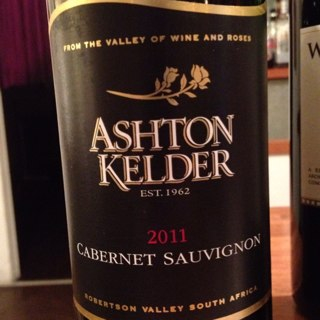 FROM THE VALLEY OF WINE AND ROSES
ASHTON
KELDER
EST. 1962
2011
CABERNET SAUVIGNON
ROBERTSON VALLEY SOUTH AFRICA
W